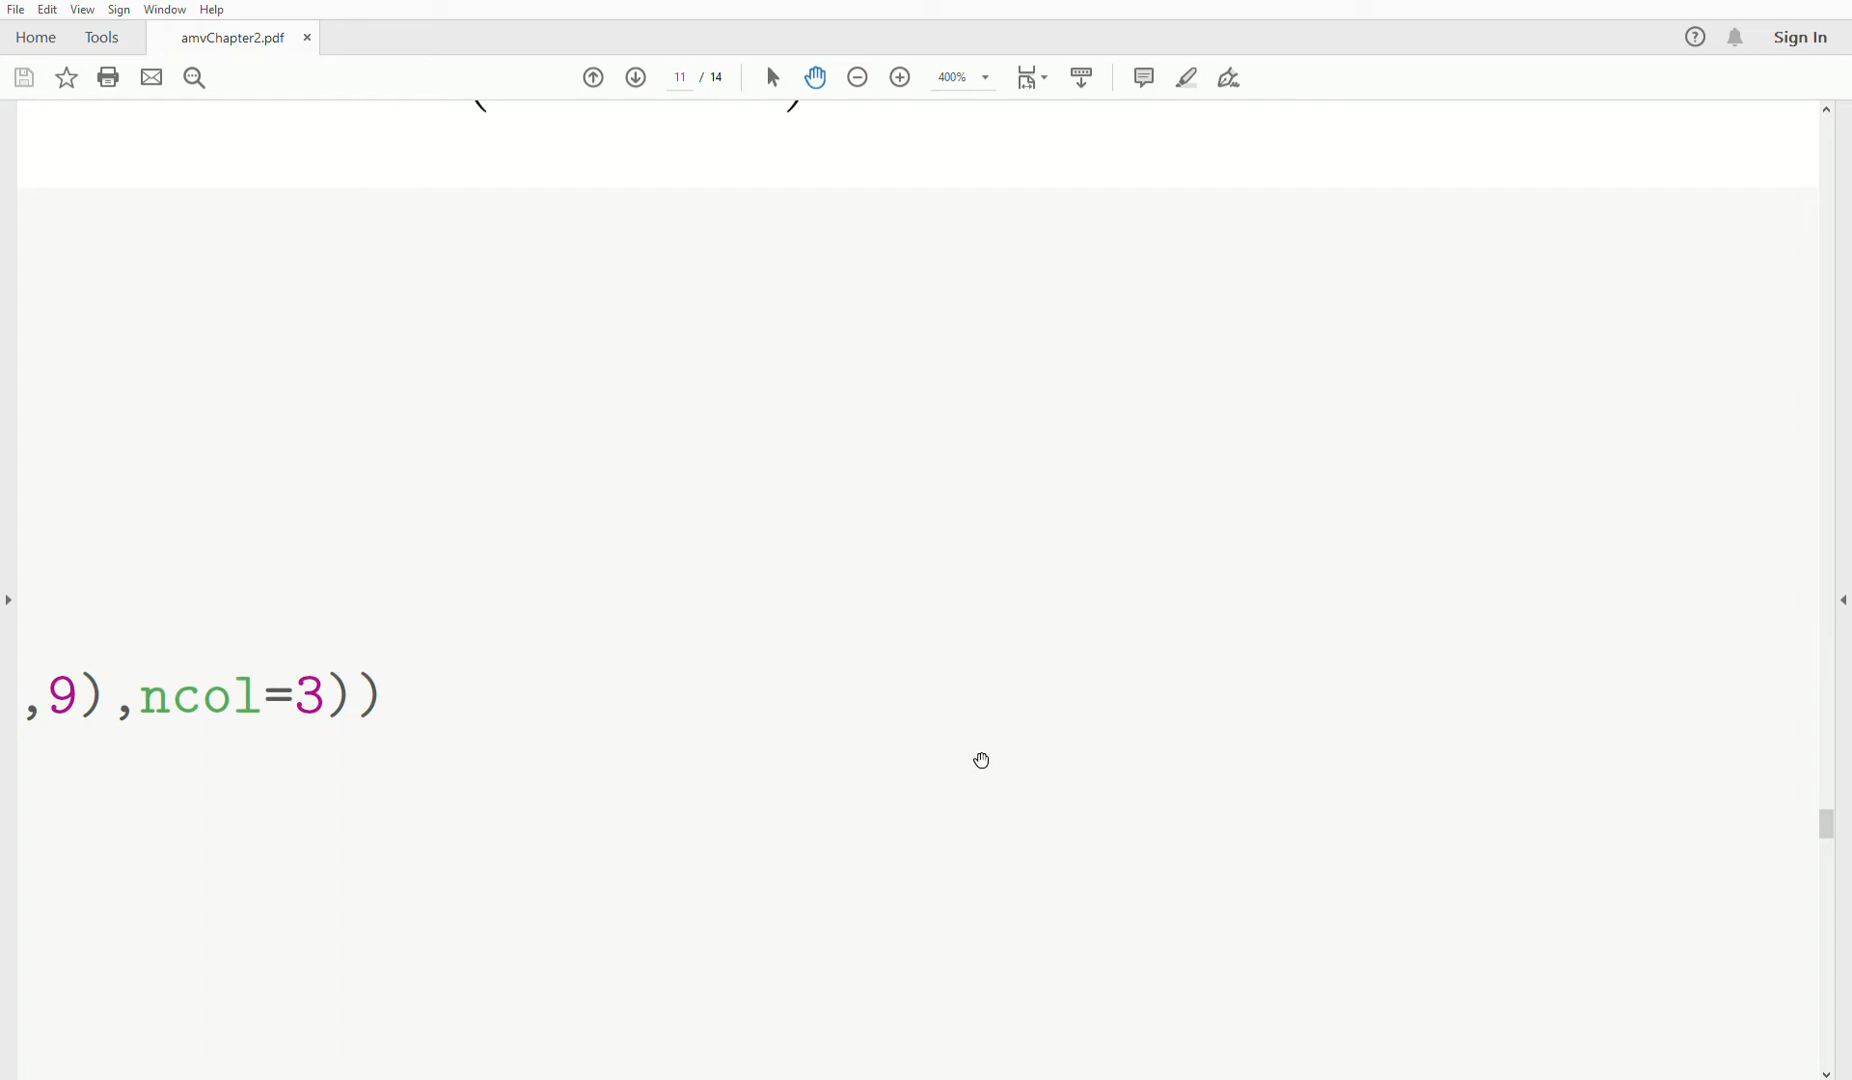 File Edit View Sign Window Help
Home Tools amvChapter2.pdf × ? Sign In
11 / 14 400%
( )
,9),ncol=3))